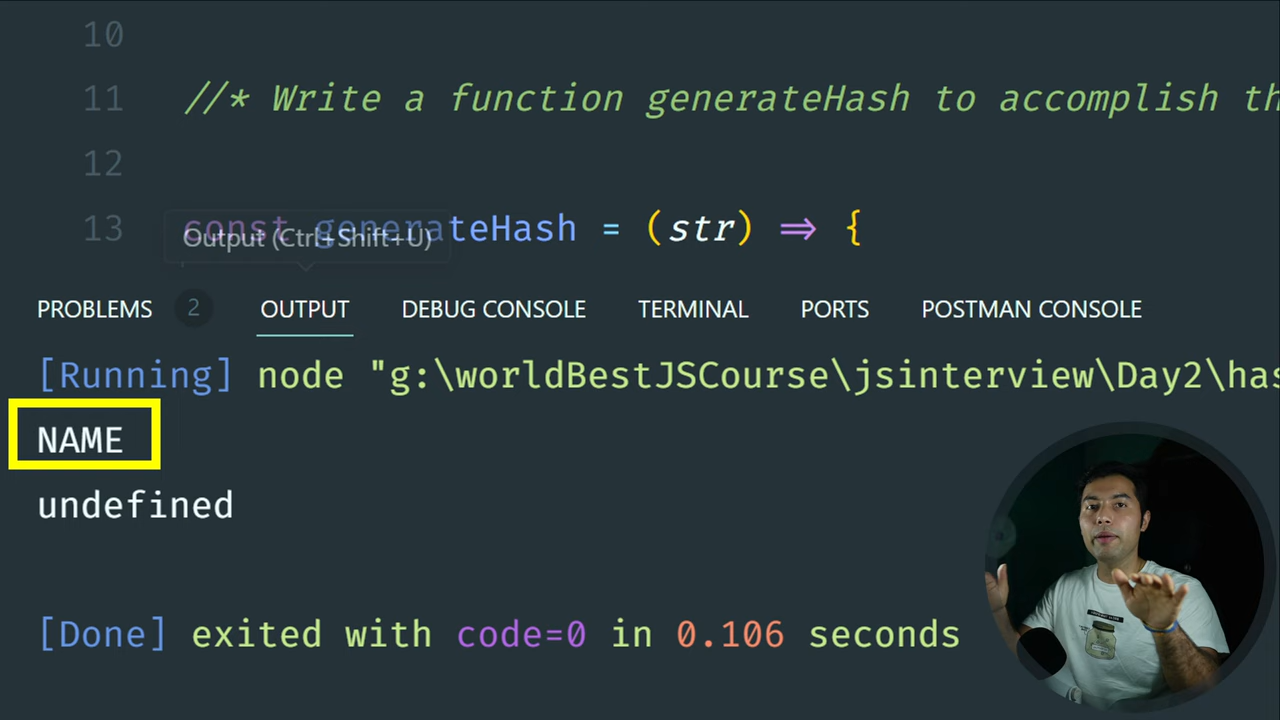 10
11 //* Write a function generateHash to accomplish th
12
13 const generateHash = (str) => {
Output (Ctrl+Shift+U)
PROBLEMS 2 OUTPUT DEBUG CONSOLE TERMINAL PORTS POSTMAN CONSOLE
[Running] node "g:\worldBestJSCourse\jsinterview\Day2\has
NAME
undefined
[Done] exited with code=0 in 0.106 seconds